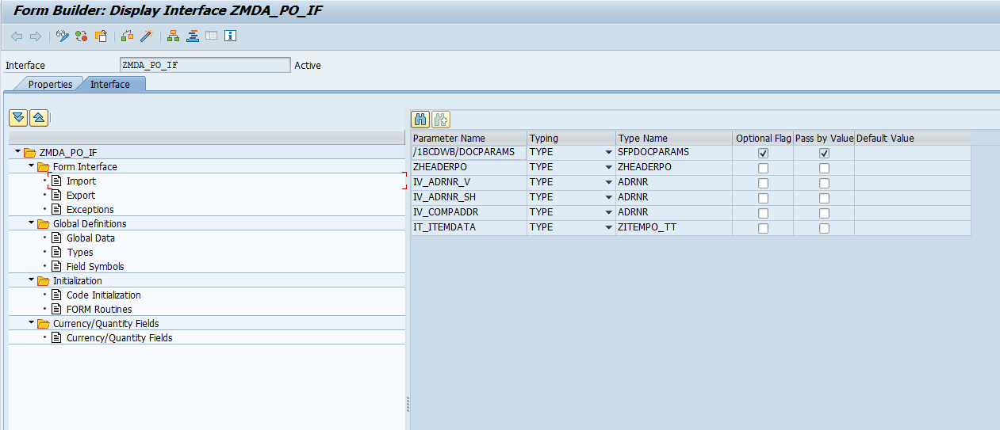 Form Builder: Display Interface ZMDA_PO_IF
Interface ZMDA_PO_IF Active
Properties Interface
ZMDA_PO_IF
Form Interface
Import
Export
Exceptions
Global Definitions
Global Data
Types
Field Symbols
Initialization
Code Initialization
FORM Routines
Currency/Quantity Fields
Currency/Quantity Fields
Parameter Name Typing Type Name Optional Flag Pass by Value Default Value
/1BCDWB/DOCPARAMS TYPE SFPDOCPARAMS
ZHEADERPO TYPE ZHEADERPO
IV_ADRNR_V TYPE ADRNR
IV_ADRNR_SH TYPE ADRNR
IV_COMPADDR TYPE ADRNR
IT_ITEMDATA TYPE ZITEMPO_TT